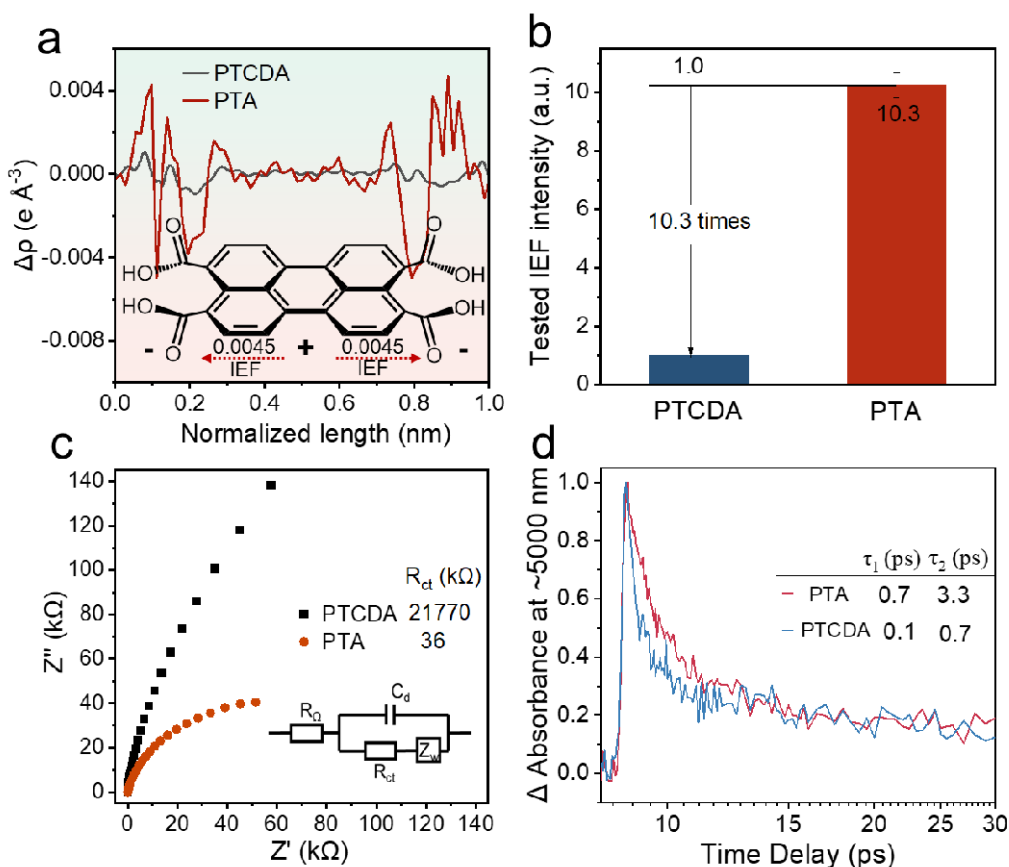 a
PTCDA
PTA
0.004
0.000
-0.004
-0.008
Δρ (e Å⁻³)
O
HO
HO
O
O
OH
OH
O
-
0.0045
+
0.0045
-
IEF
IEF
0.0 0.2 0.4 0.6 0.8 1.0
Normalized length (nm)
b
10
8
6
4
2
0
Tested IEF intensity (a.u.)
1.0
10.3
10.3 times
PTCDA PTA
c
140
120
100
80
60
40
20
0
Z'' (kΩ)
Rct (kΩ)
PTCDA 21770
PTA 36
Cd
RΩ
Zw
Rct
0 20 40 60 80 100 120 140
Z' (kΩ)
d
1.0
0.8
0.6
0.4
0.2
0.0
Δ Absorbance at ~5000 nm
τ₁ (ps) τ₂ (ps)
PTA 0.7 3.3
PTCDA 0.1 0.7
10 15 20 25 30
Time Delay (ps)